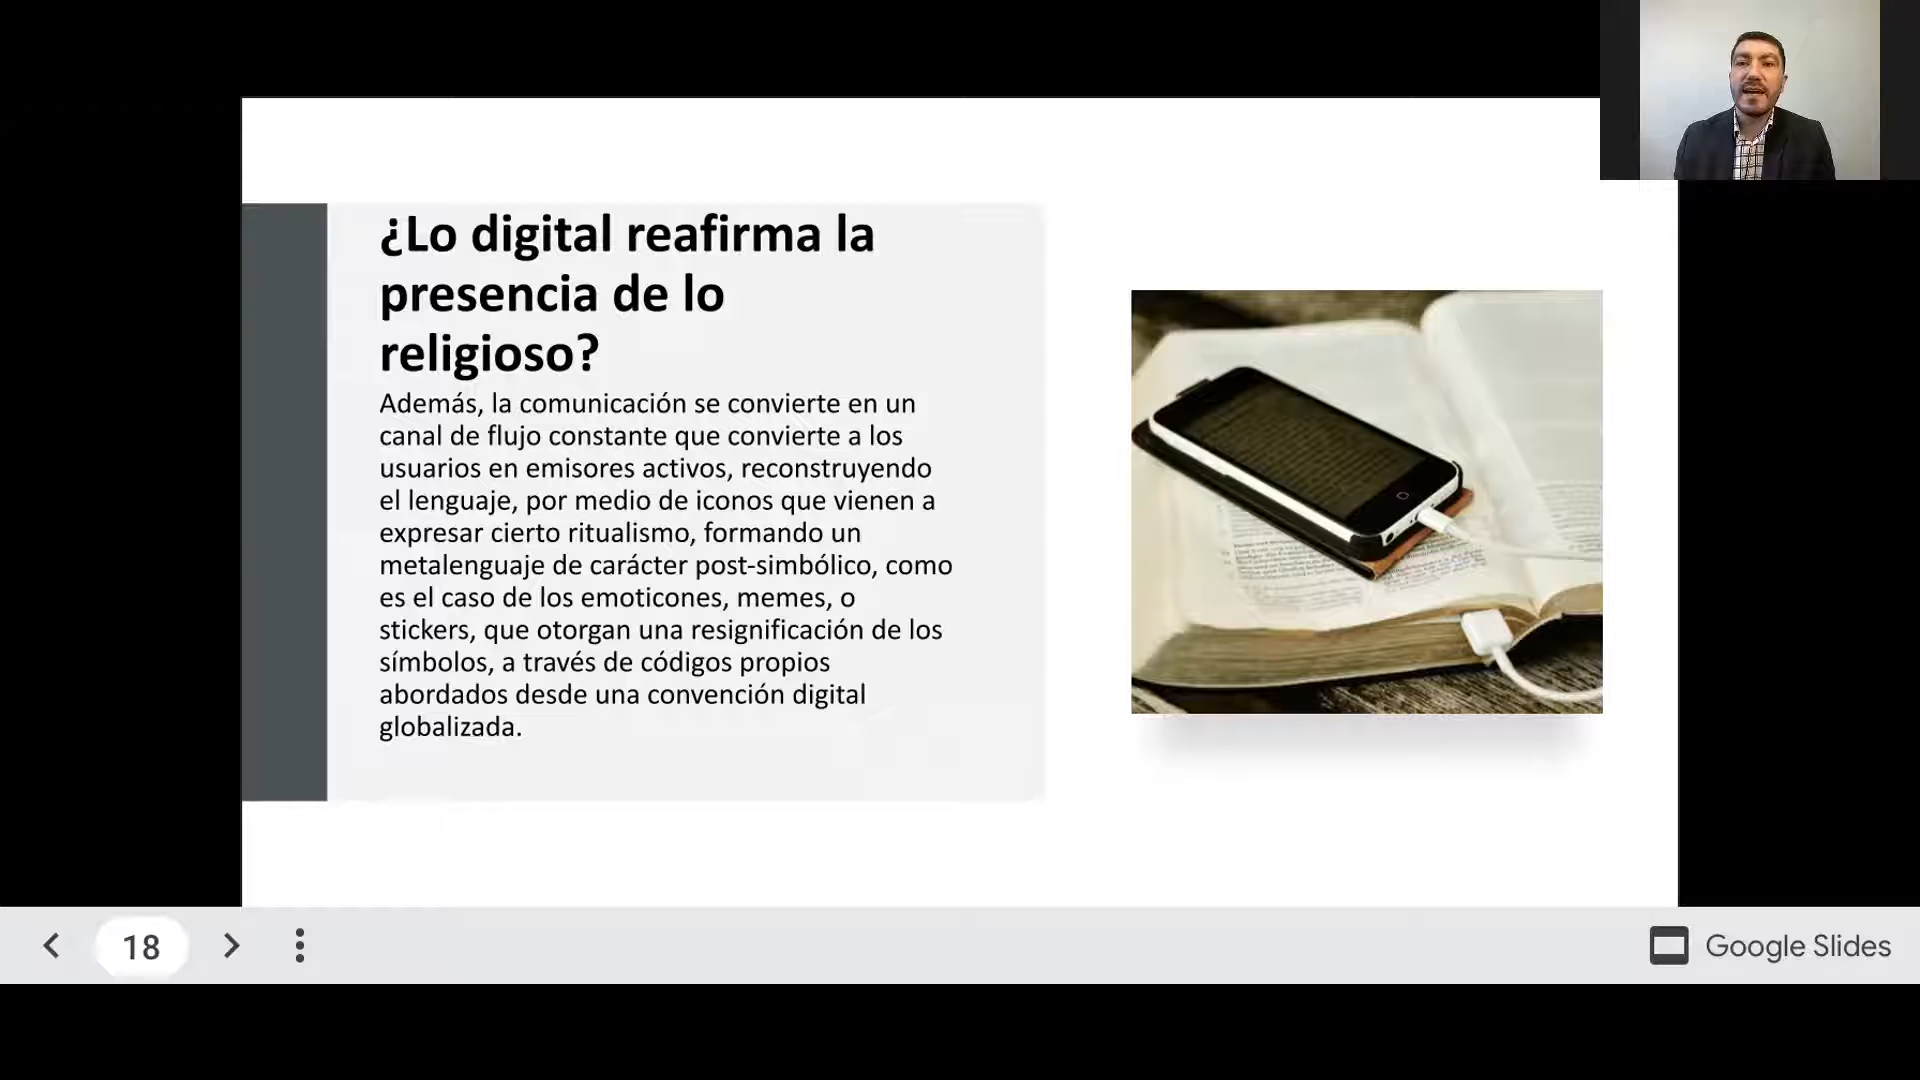 ¿Lo digital reafirma la
presencia de lo
religioso?
Además, la comunicación se convierte en un
canal de flujo constante que convierte a los
usuarios en emisores activos, reconstruyendo
el lenguaje, por medio de iconos que vienen a
expresar cierto ritualismo, formando un
metalenguaje de carácter post-simbólico, como
es el caso de los emoticones, memes, o
stickers, que otorgan una resignificación de los
símbolos, a través de códigos propios
abordados desde una convención digital
globalizada.
18
Google Slides